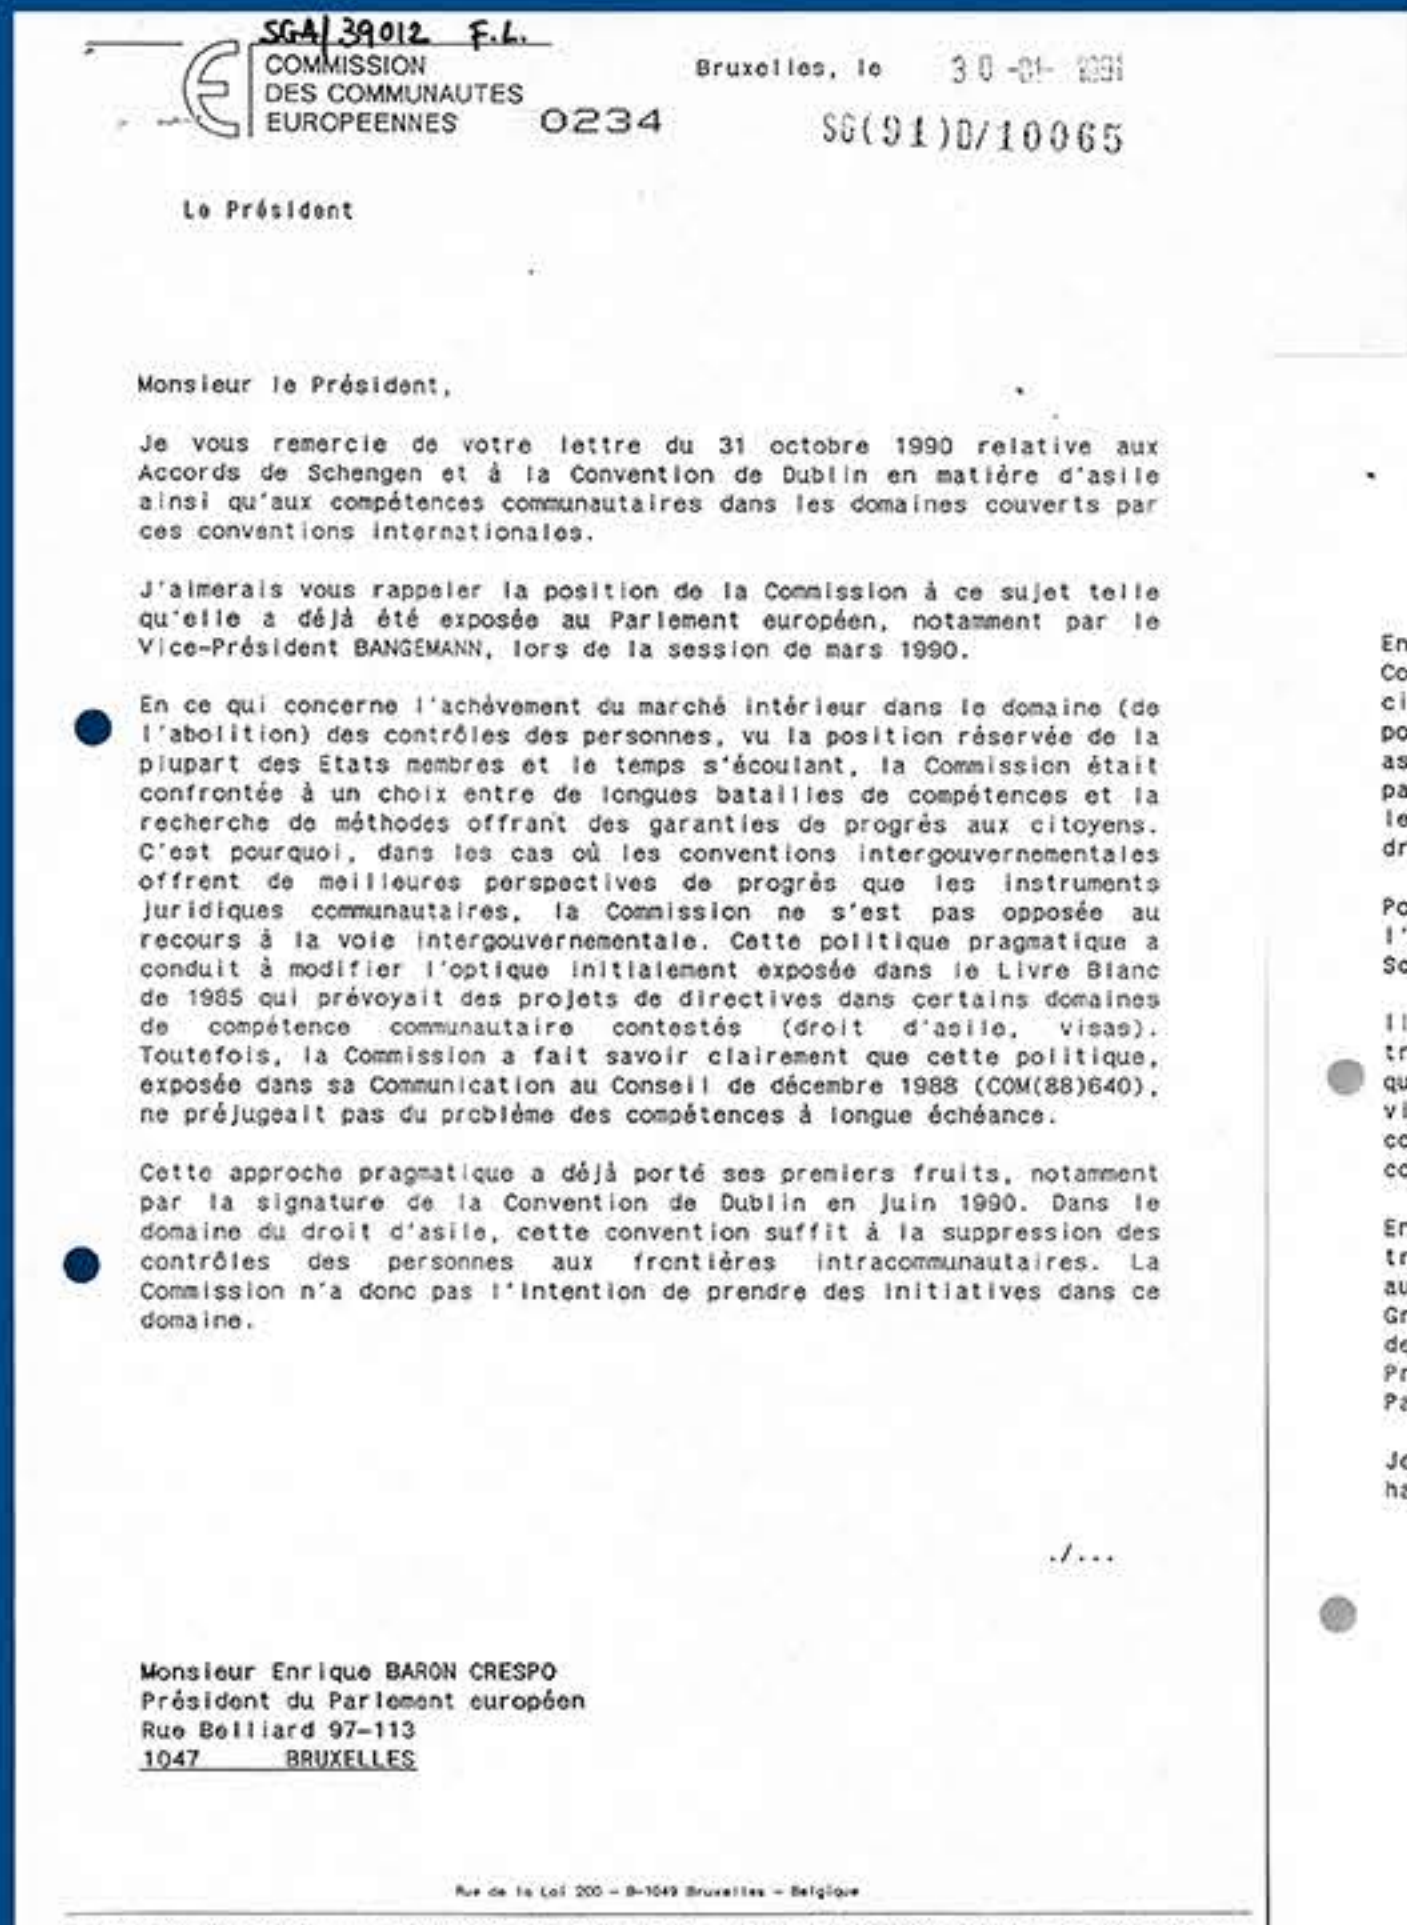 SGA/39012 F.L.
COMMISSION
DES COMMUNAUTES
EUROPEENNES 0234
Bruxelles, le 30-01-1991
SG(91)D/10065
Le Président
Monsieur le Président,
Je vous remercie de votre lettre du 31 octobre 1990 relative aux
Accords de Schengen et à la Convention de Dublin en matière d'asile
ainsi qu'aux compétences communautaires dans les domaines couverts par
ces conventions internationales.
J'aimerais vous rappeler la position de la Commission à ce sujet telle
qu'elle a déjà été exposée au Parlement européen, notamment par le
Vice-Président BANGEMANN, lors de la session de mars 1990.
En ce qui concerne l'achèvement du marché intérieur dans le domaine (de
l'abolition) des contrôles des personnes, vu la position réservée de la
plupart des Etats membres et le temps s'écoulant, la Commission était
confrontée à un choix entre de longues batailles de compétences et la
recherche de méthodes offrant des garanties de progrès aux citoyens.
C'est pourquoi, dans les cas où les conventions intergouvernementales
offrent de meilleures perspectives de progrès que les instruments
juridiques communautaires, la Commission ne s'est pas opposée au
recours à la voie intergouvernementale. Cette politique pragmatique a
conduit à modifier l'optique initialement exposée dans le Livre Blanc
de 1985 qui prévoyait des projets de directives dans certains domaines
de compétence communautaire contestés (droit d'asile, visas).
Toutefois, la Commission a fait savoir clairement que cette politique,
exposée dans sa Communication au Conseil de décembre 1988 (COM(88)640),
ne préjugeait pas du problème des compétences à longue échéance.
Cette approche pragmatique a déjà porté ses premiers fruits, notamment
par la signature de la Convention de Dublin en juin 1990. Dans le
domaine du droit d'asile, cette convention suffit à la suppression des
contrôles des personnes aux frontières intracommunautaires. La
Commission n'a donc pas l'intention de prendre des initiatives dans ce
domaine.
./...
Monsieur Enrique BARON CRESPO
Président du Parlement européen
Rue Belliard 97-113
1047 BRUXELLES
Rue de la Loi 200 - B-1049 Bruxelles - Belgique